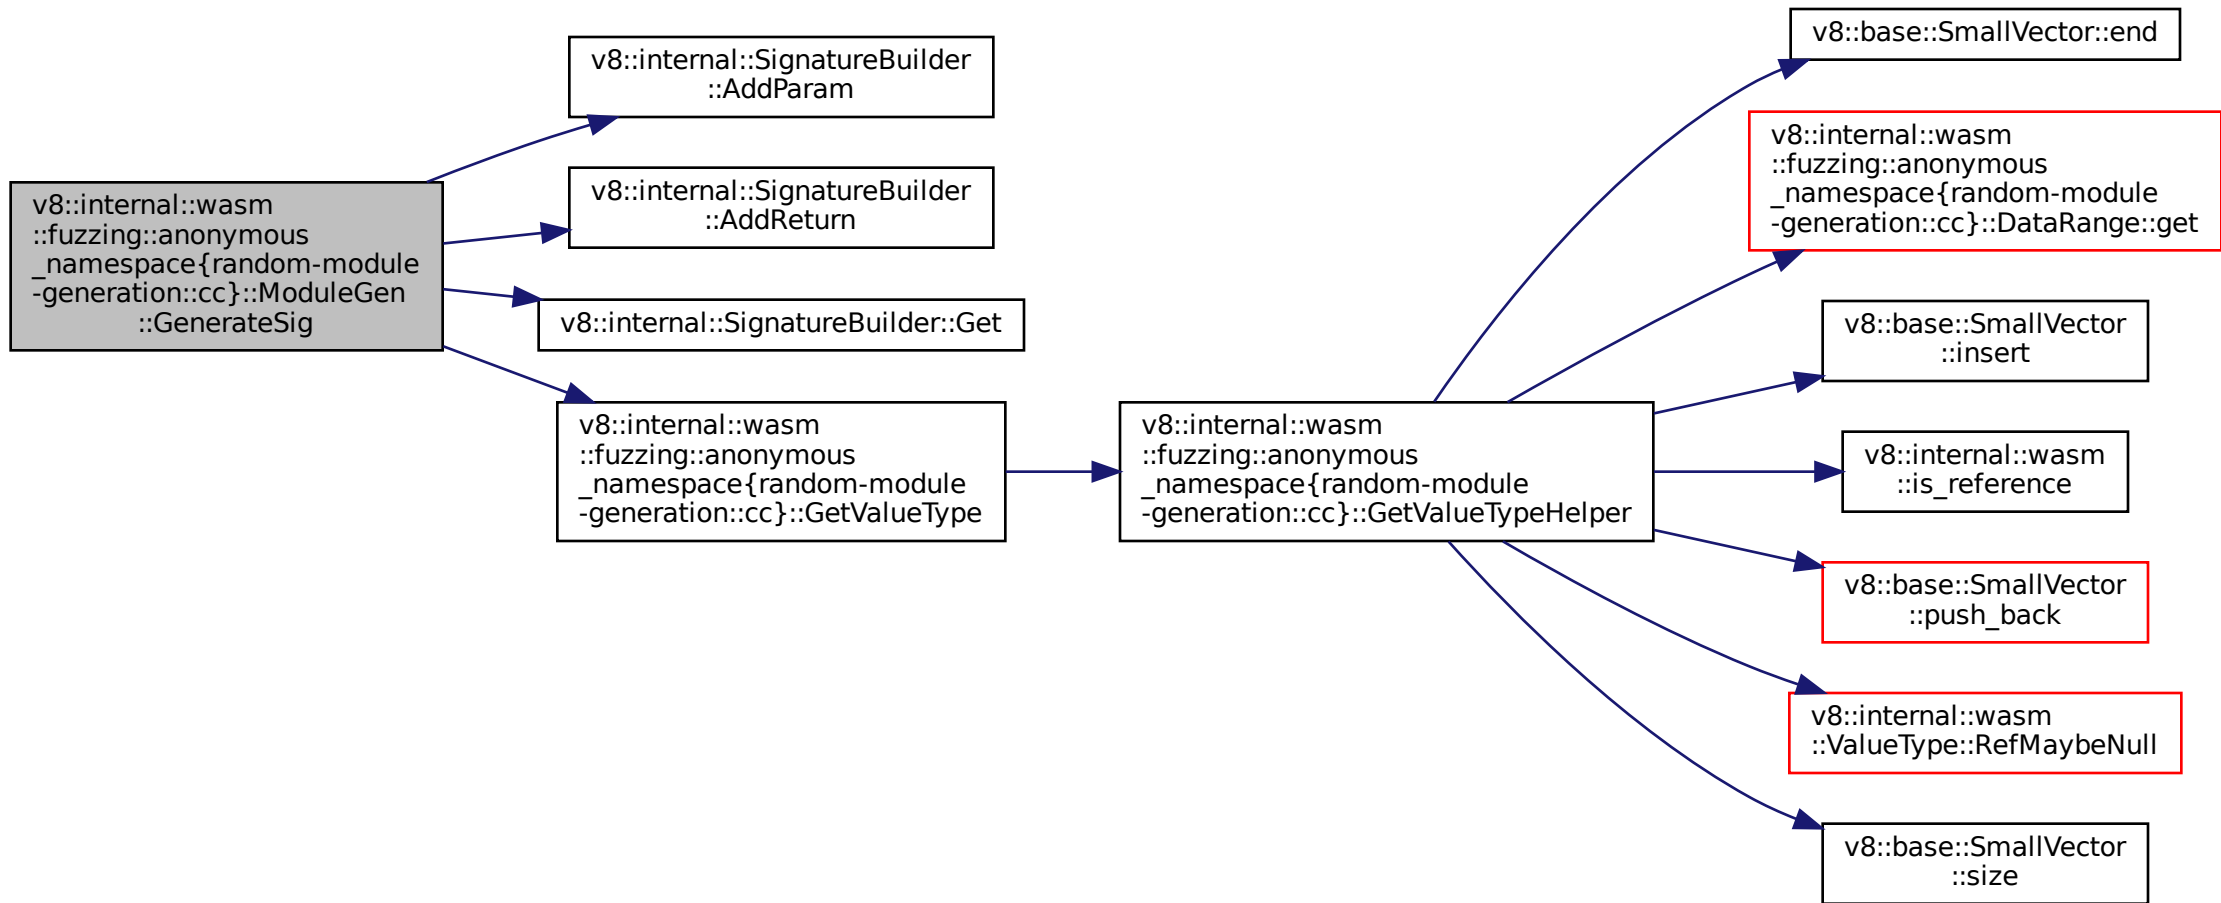 v8::internal::wasm
::fuzzing::anonymous
_namespace{random-module
-generation::cc}::ModuleGen
::GenerateSig
v8::internal::SignatureBuilder
::AddParam
v8::internal::SignatureBuilder
::AddReturn
v8::internal::SignatureBuilder::Get
v8::internal::wasm
::fuzzing::anonymous
_namespace{random-module
-generation::cc}::GetValueType
v8::internal::wasm
::fuzzing::anonymous
_namespace{random-module
-generation::cc}::GetValueTypeHelper
v8::base::SmallVector::end
v8::internal::wasm
::fuzzing::anonymous
_namespace{random-module
-generation::cc}::DataRange::get
v8::base::SmallVector
::insert
v8::internal::wasm
::is_reference
v8::base::SmallVector
::push_back
v8::internal::wasm
::ValueType::RefMaybeNull
v8::base::SmallVector
::size